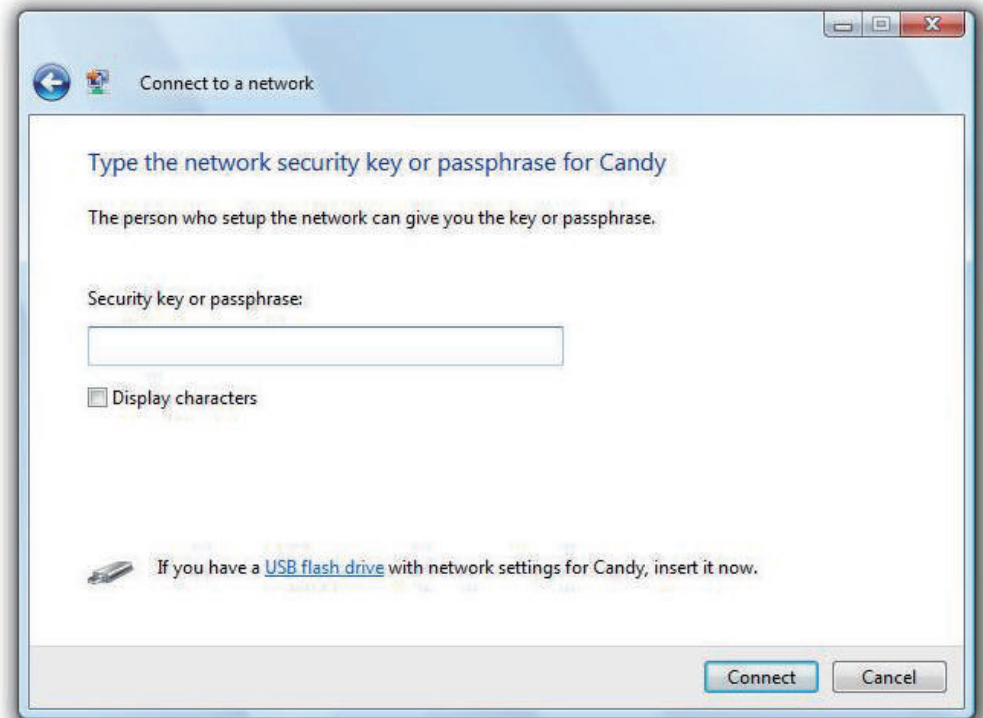 Connect to a network
Type the network security key or passphrase for Candy
The person who setup the network can give you the key or passphrase.
Security key or passphrase:
Display characters
If you have a USB flash drive with network settings for Candy, insert it now.
Connect Cancel